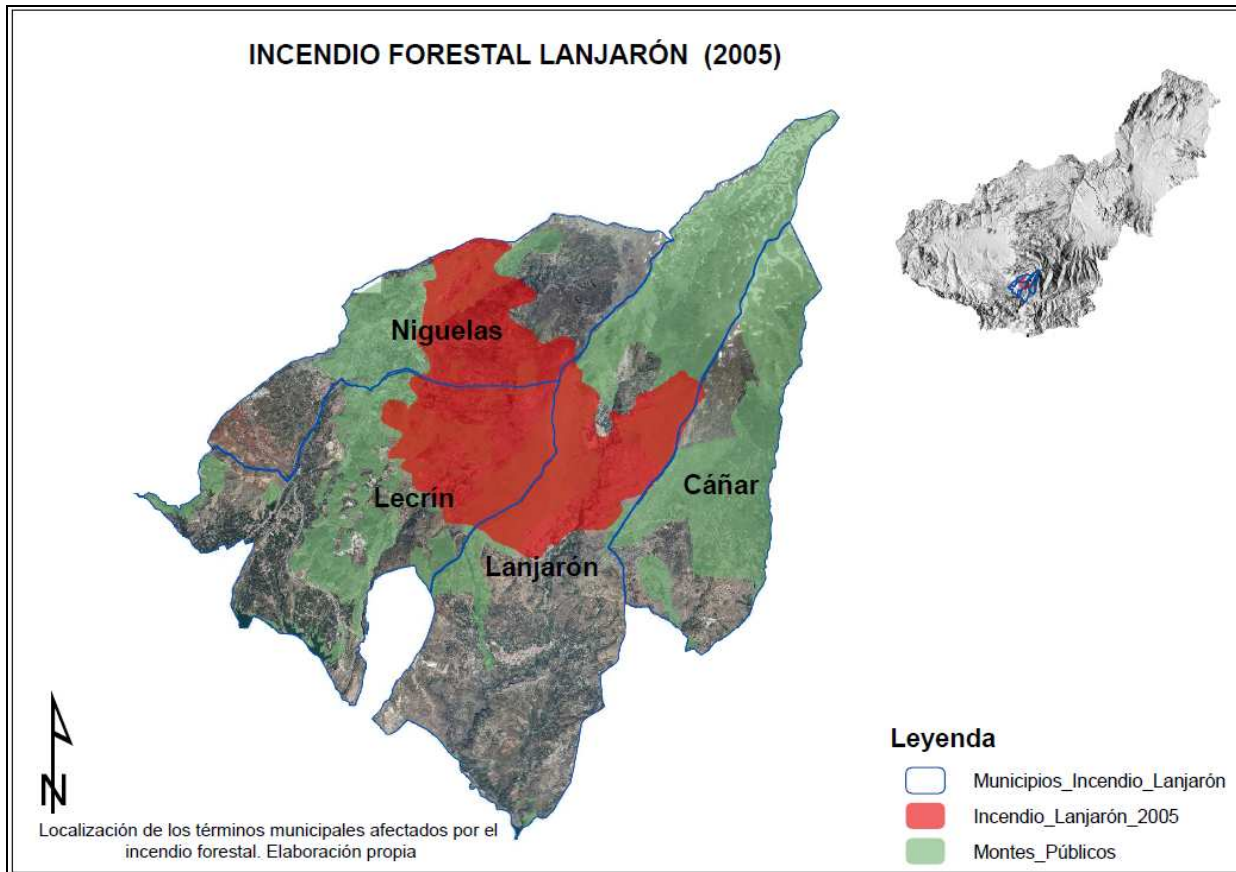 INCENDIO FORESTAL LANJARÓN (2005)
Niguelas
Lecrín
Cáñar
Lanjarón
N
Localización de los términos municipales afectados por el
incendio forestal. Elaboración propia
Leyenda
Municipios_Incendio_Lanjarón
Incendio_Lanjarón_2005
Montes_Públicos